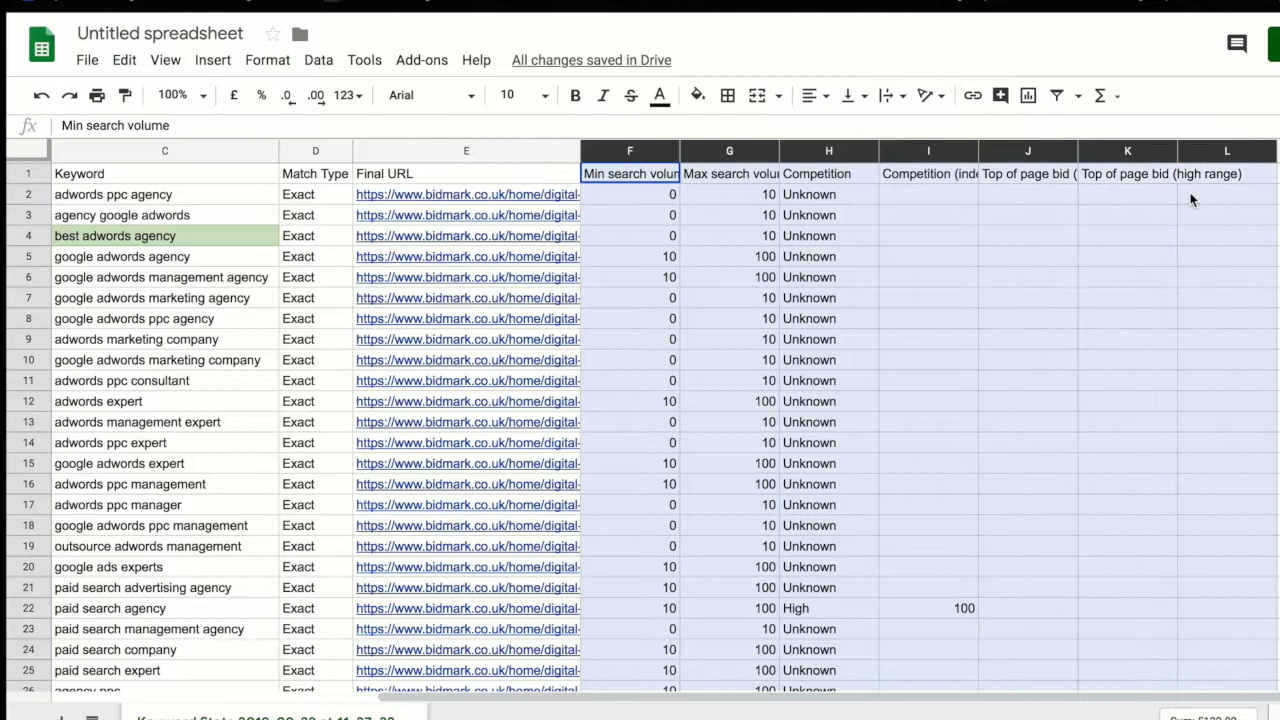 Untitled spreadsheet
File Edit View Insert Format Data Tools Add-ons Help All changes saved in Drive
100% £ % .0 .00 123 Arial 10 B I S A Σ
fx Min search volume
C D E F G H I J K L
1 Keyword Match Type Final URL Min search volum Max search volu Competition Competition (inde Top of page bid ( Top of page bid (high range)
2 adwords ppc agency Exact https://www.bidmark.co.uk/home/digital- 0 10 Unknown
3 agency google adwords Exact https://www.bidmark.co.uk/home/digital- 0 10 Unknown
4 best adwords agency Exact https://www.bidmark.co.uk/home/digital- 0 10 Unknown
5 google adwords agency Exact https://www.bidmark.co.uk/home/digital- 10 100 Unknown
6 google adwords management agency Exact https://www.bidmark.co.uk/home/digital- 10 100 Unknown
7 google adwords marketing agency Exact https://www.bidmark.co.uk/home/digital- 0 10 Unknown
8 google adwords ppc agency Exact https://www.bidmark.co.uk/home/digital- 0 10 Unknown
9 adwords marketing company Exact https://www.bidmark.co.uk/home/digital- 0 10 Unknown
10 google adwords marketing company Exact https://www.bidmark.co.uk/home/digital- 0 10 Unknown
11 adwords ppc consultant Exact https://www.bidmark.co.uk/home/digital- 0 10 Unknown
12 adwords expert Exact https://www.bidmark.co.uk/home/digital- 10 100 Unknown
13 adwords management expert Exact https://www.bidmark.co.uk/home/digital- 0 10 Unknown
14 adwords ppc expert Exact https://www.bidmark.co.uk/home/digital- 0 10 Unknown
15 google adwords expert Exact https://www.bidmark.co.uk/home/digital- 10 100 Unknown
16 adwords ppc management Exact https://www.bidmark.co.uk/home/digital- 10 100 Unknown
17 adwords ppc manager Exact https://www.bidmark.co.uk/home/digital- 0 10 Unknown
18 google adwords ppc management Exact https://www.bidmark.co.uk/home/digital- 0 10 Unknown
19 outsource adwords management Exact https://www.bidmark.co.uk/home/digital- 0 10 Unknown
20 google ads experts Exact https://www.bidmark.co.uk/home/digital- 10 100 Unknown
21 paid search advertising agency Exact https://www.bidmark.co.uk/home/digital- 10 100 Unknown
22 paid search agency Exact https://www.bidmark.co.uk/home/digital- 10 100 High 100
23 paid search management agency Exact https://www.bidmark.co.uk/home/digital- 0 10 Unknown
24 paid search company Exact https://www.bidmark.co.uk/home/digital- 10 100 Unknown
25 paid search expert Exact https://www.bidmark.co.uk/home/digital- 10 100 Unknown
26 agency ppc Exact https://www.bidmark.co.uk/home/digital- 10 100 Unknown
Keyword Stats